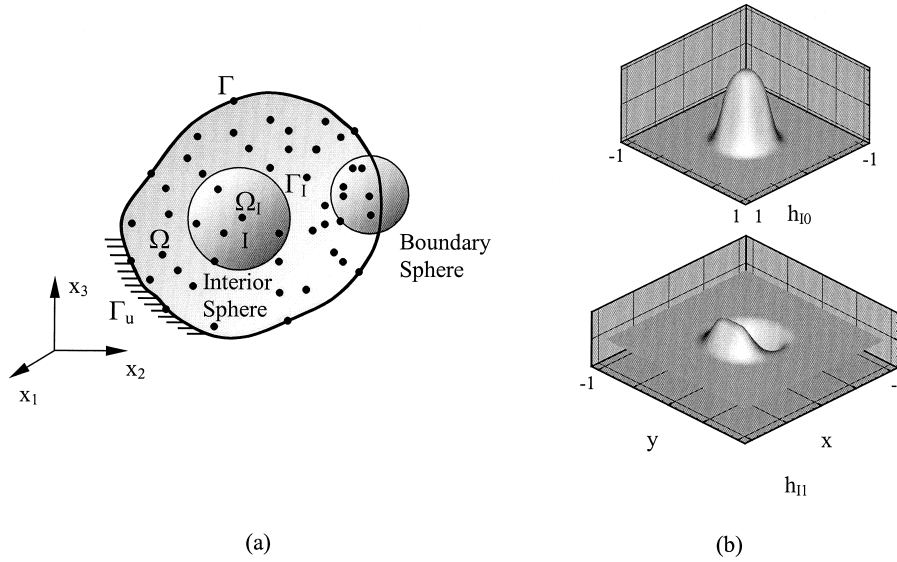 Γ
Γ_I
Ω_I
I
Ω
Interior
Sphere
Boundary
Sphere
Γ_u
x_3
x_2
x_1
(a)
-1
-1
1 1
h_I0
-1
y
x
h_I1
(b)